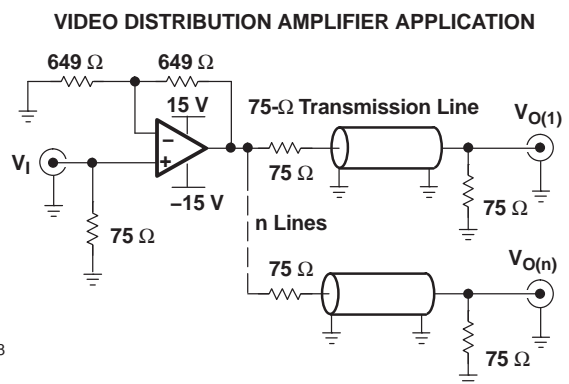 VIDEO DISTRIBUTION AMPLIFIER APPLICATION
649 Ω 649 Ω
15 V
75-Ω Transmission Line
VO(1)
VI
−
+
75 Ω
−15 V
75 Ω
75 Ω
n Lines
75 Ω
VO(n)
75 Ω
3